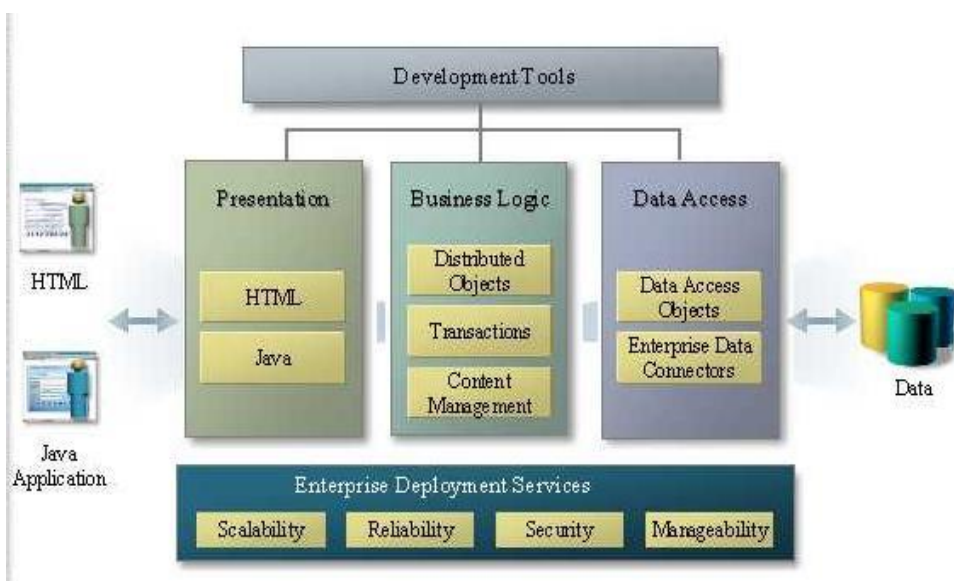 Development Tools
HTML
Java
Application
Presentation
HTML
Java
Business Logic
Distributed
Objects
Transactions
Content
Management
Data Access
Data Access
Objects
Enterprise Data
Connectors
Data
Enterprise Deployment Services
Scalability
Reliability
Security
Manageability